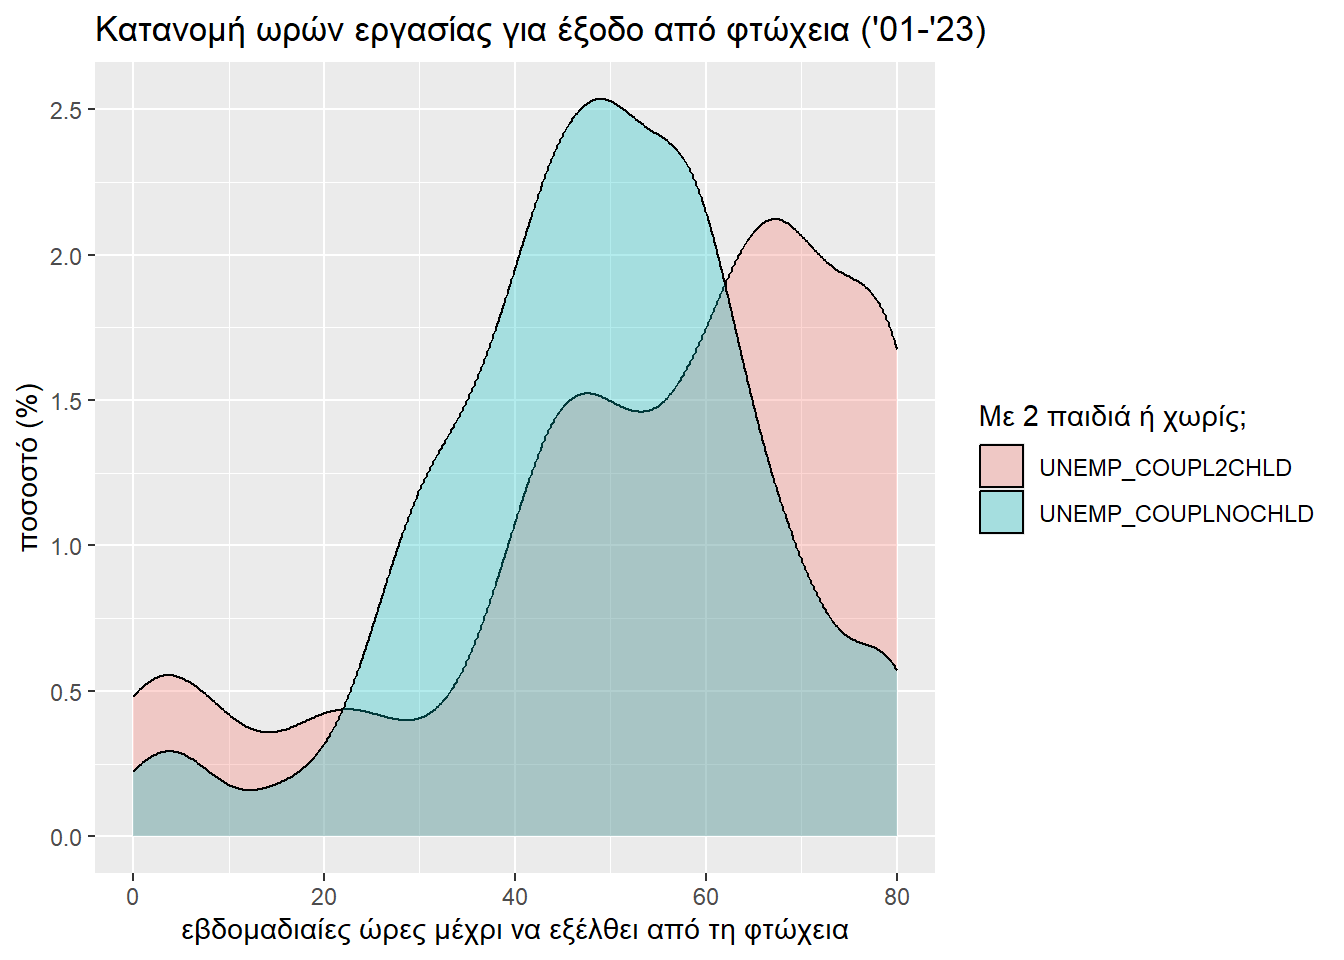 Κατανομή ωρών εργασίας για έξοδο από φτώχεια ('01-'23)
ποσοστό (%)
2.5
2.0
1.5
1.0
0.5
0.0
0 20 40 60 80
εβδομαδιαίες ώρες μέχρι να εξέλθει από τη φτώχεια
Με 2 παιδιά ή χωρίς;
UNEMP_COUPL2CHLD
UNEMP_COUPLNOCHLD